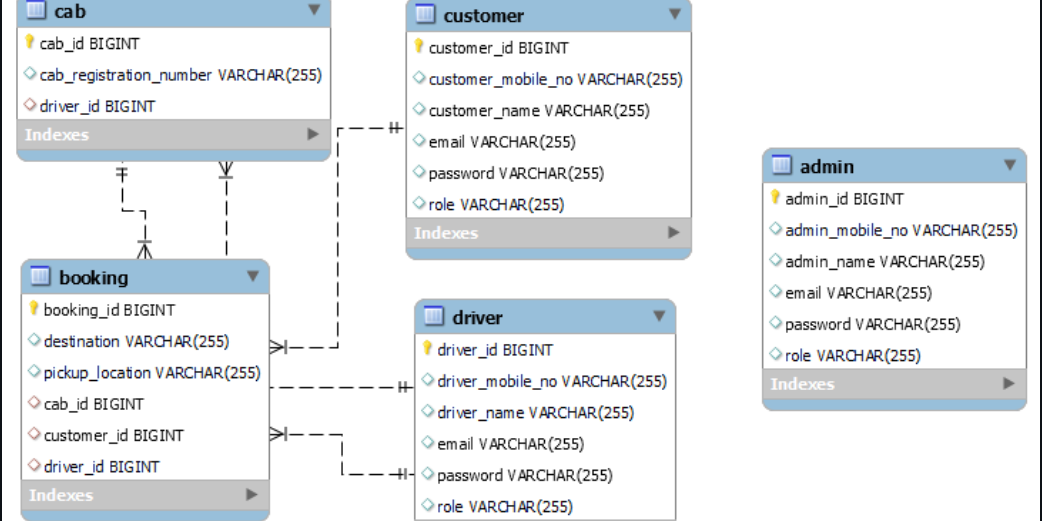 cab
cab_id BIGINT
cab_registration_number VARCHAR(255)
driver_id BIGINT
Indexes
customer
customer_id BIGINT
customer_mobile_no VARCHAR(255)
customer_name VARCHAR(255)
email VARCHAR(255)
password VARCHAR(255)
role VARCHAR(255)
Indexes
admin
admin_id BIGINT
admin_mobile_no VARCHAR(255)
admin_name VARCHAR(255)
email VARCHAR(255)
password VARCHAR(255)
role VARCHAR(255)
Indexes
booking
booking_id BIGINT
destination VARCHAR(255)
pickup_location VARCHAR(255)
cab_id BIGINT
customer_id BIGINT
driver_id BIGINT
Indexes
driver
driver_id BIGINT
driver_mobile_no VARCHAR(255)
driver_name VARCHAR(255)
email VARCHAR(255)
password VARCHAR(255)
role VARCHAR(255)